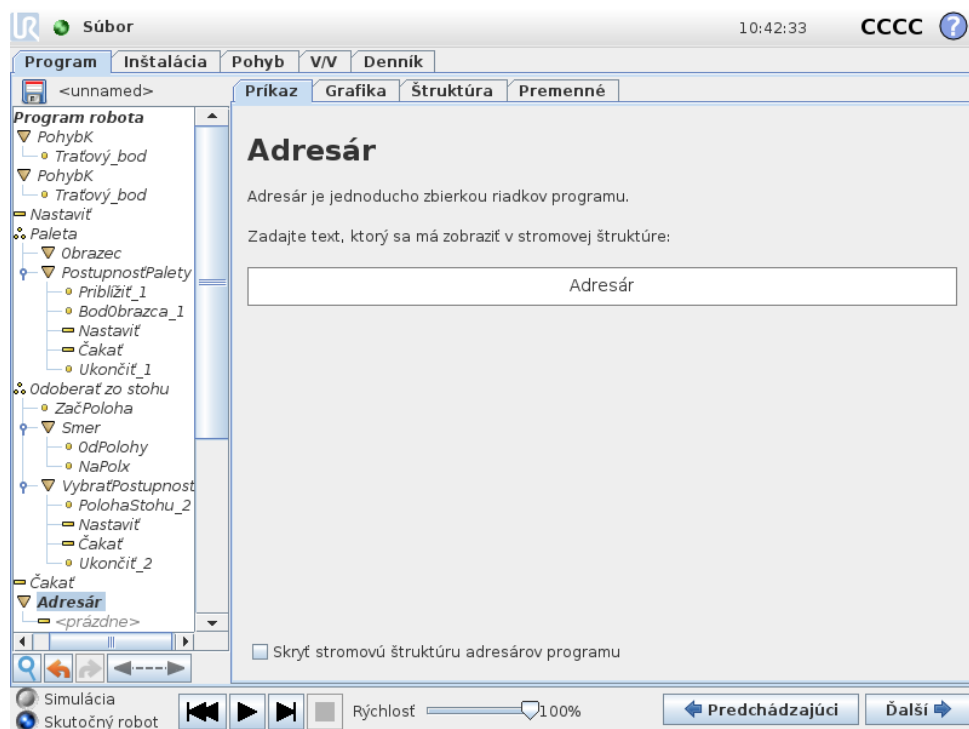 UR Súbor 10:42:33 CCCC ?
Program Inštalácia Pohyb V/V Denník
<unnamed> Príkaz Grafika Štruktúra Premenné
Program robota
PohybK
Traťový_bod
PohybK
Traťový_bod
Nastaviť
Paleta
Obrazec
PostupnosťPalety
Priblížiť_1
BodObrazca_1
Nastaviť
Čakať
Ukončiť_1
Odoberať zo stohu
ZačPoloha
Smer
OdPolohy
NaPolx
VybraťPostupnost
PolohaStohu_2
Nastaviť
Čakať
Ukončiť_2
Čakať
Adresár
<prázdne>
Adresár
Adresár je jednoducho zbierkou riadkov programu.
Zadajte text, ktorý sa má zobraziť v stromovej štruktúre:
Adresár
Skryť stromovú štruktúru adresárov programu
Simulácia
Skutočný robot
Rýchlosť 100% Predchádzajúci Ďalší